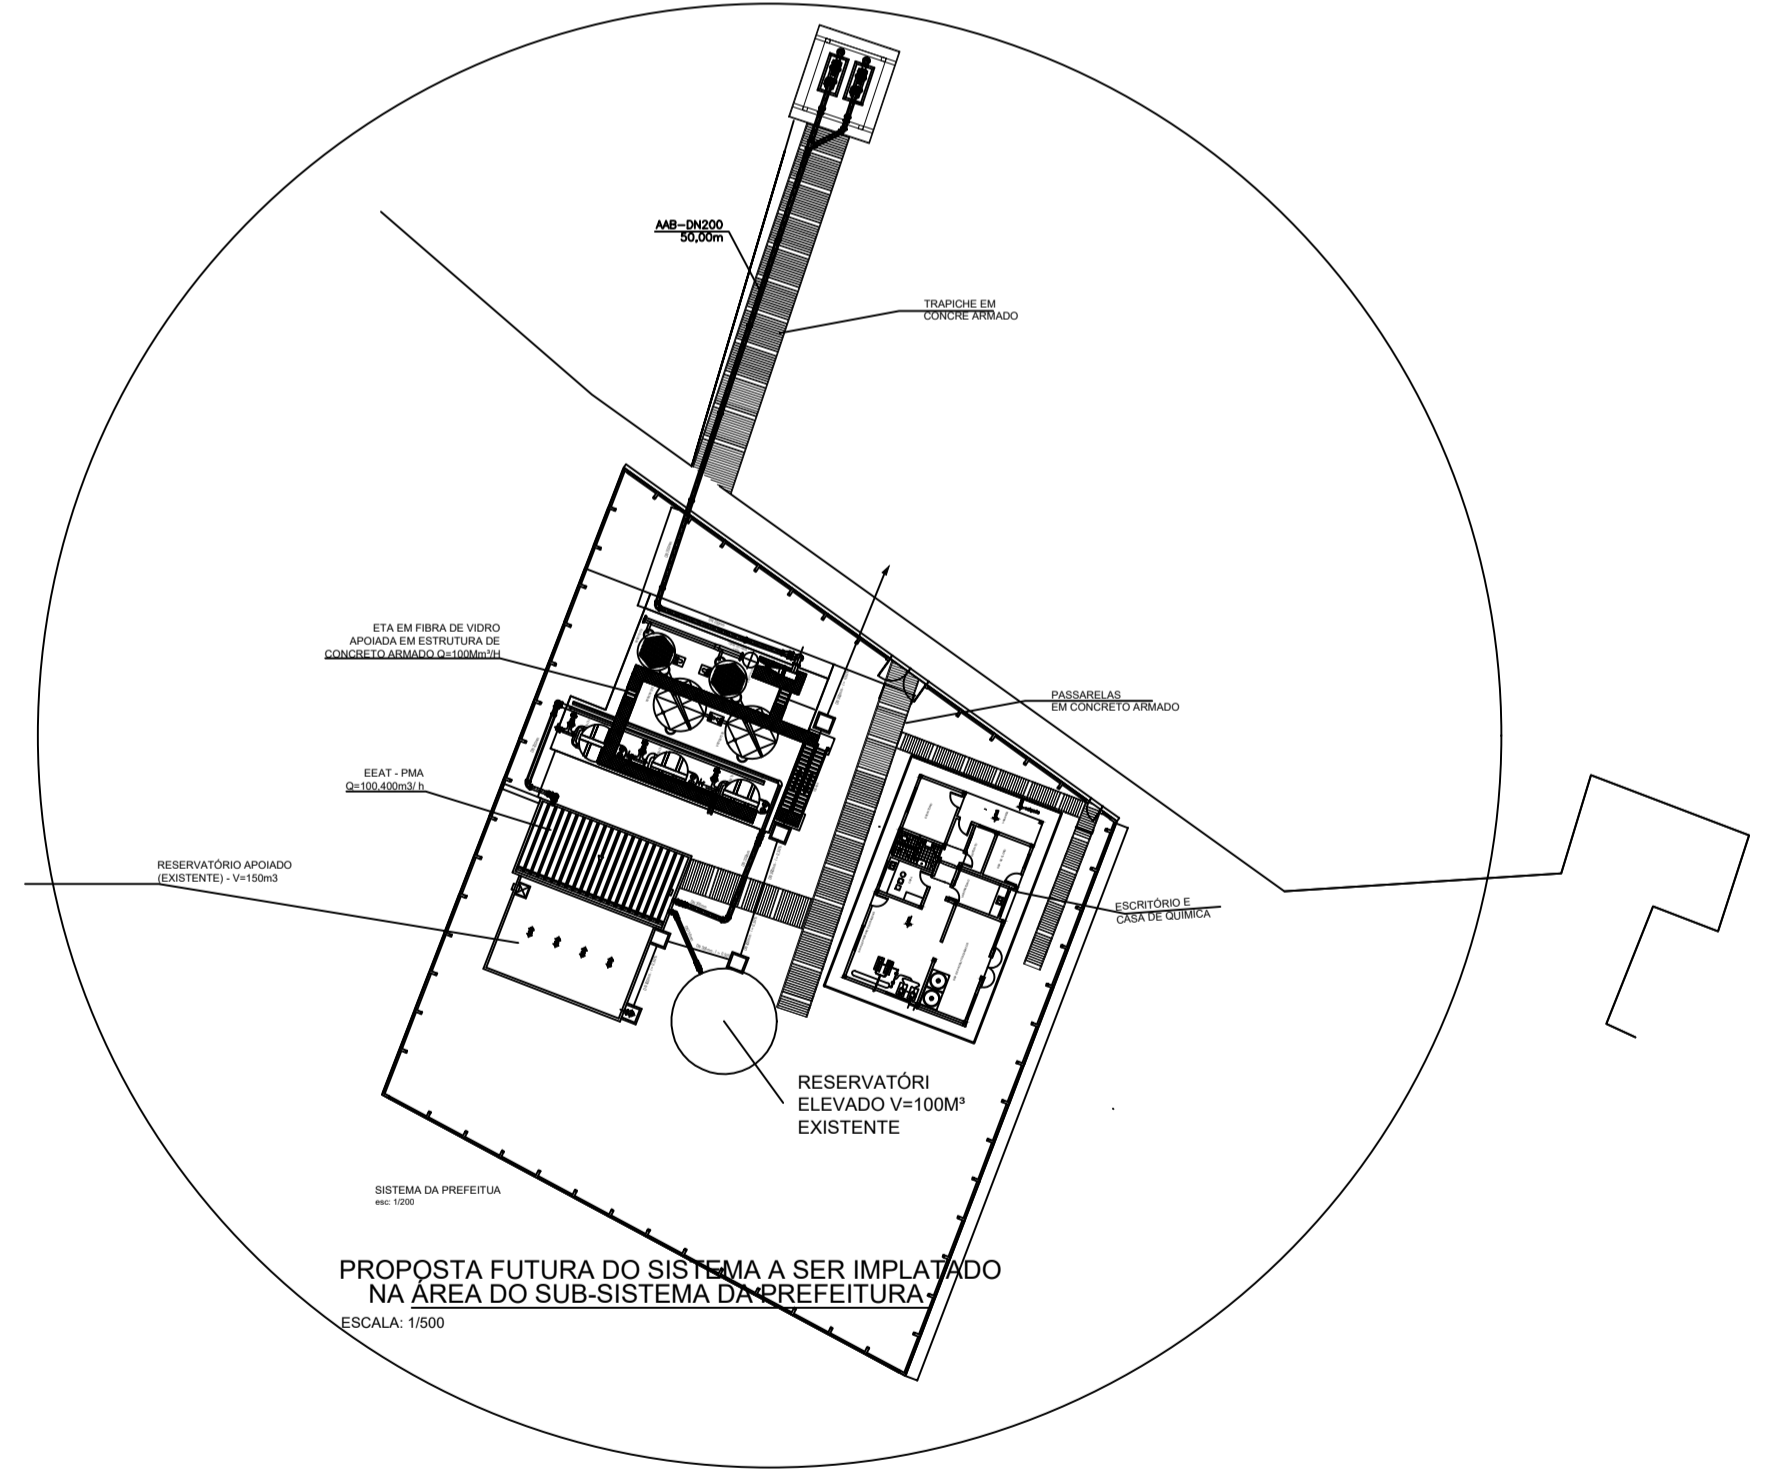 AAB-DN200
50,00m
TRAPICHE EM
CONCRE ARMADO
ETA EM FIBRA DE VIDRO
APOIADA EM ESTRUTURA DE
CONCRETO ARMADO Q=100Mm³/H
PASSARELAS
EM CONCRETO ARMADO
EEAT - PMA
Q=100,400m3/ h
RESERVATÓRIO APOIADO
(EXISTENTE) - V=150m3
ESCRITÓRIO E
CASA DE QUIMICA
RESERVATÓRI
ELEVADO V=100M³
EXISTENTE
SISTEMA DA PREFEITUA
esc: 1/200
PROPOSTA FUTURA DO SISTEMA A SER IMPLATADO
NA ÁREA DO SUB-SISTEMA DA PREFEITURA
ESCALA: 1/500